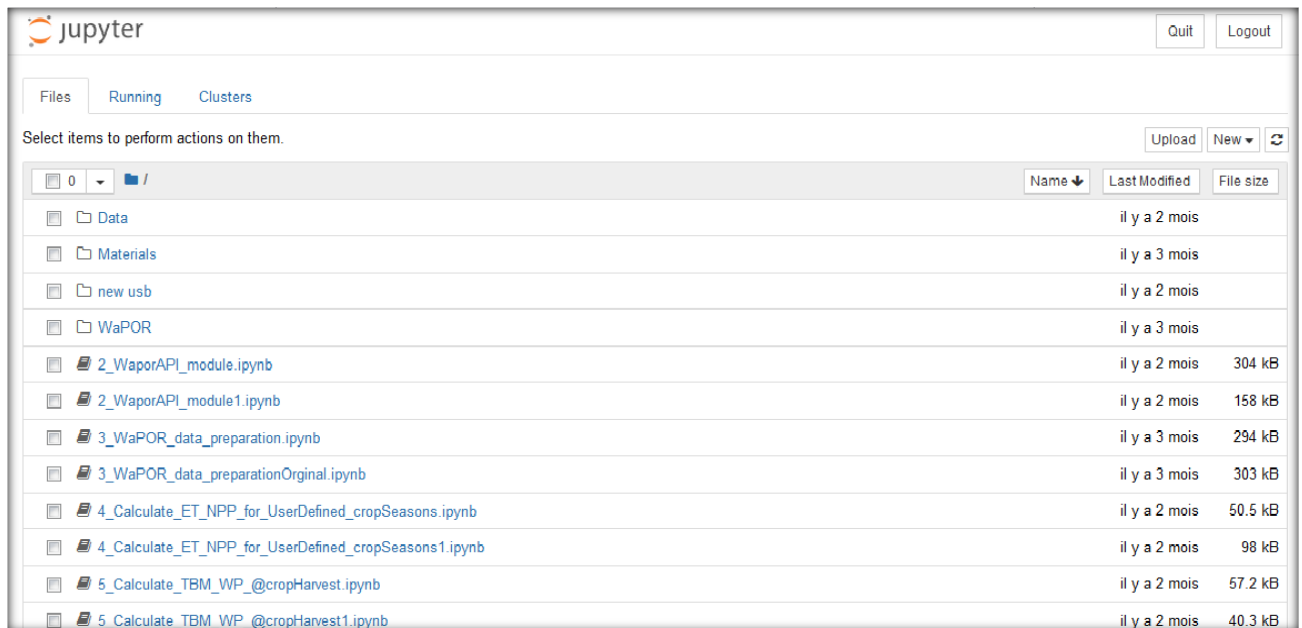 jupyter Quit Logout
Files Running Clusters
Select items to perform actions on them. Upload New
0 / Name Last Modified File size
Data il y a 2 mois
Materials il y a 3 mois
new usb il y a 2 mois
WaPOR il y a 3 mois
2_WaporAPI_module.ipynb il y a 2 mois 304 kB
2_WaporAPI_module1.ipynb il y a 2 mois 158 kB
3_WaPOR_data_preparation.ipynb il y a 3 mois 294 kB
3_WaPOR_data_preparationOrginal.ipynb il y a 3 mois 303 kB
4_Calculate_ET_NPP_for_UserDefined_cropSeasons.ipynb il y a 2 mois 50.5 kB
4_Calculate_ET_NPP_for_UserDefined_cropSeasons1.ipynb il y a 2 mois 98 kB
5_Calculate_TBM_WP_@cropHarvest.ipynb il y a 2 mois 57.2 kB
5_Calculate_TBM_WP_@cropHarvest1.ipynb il y a 2 mois 40.3 kB